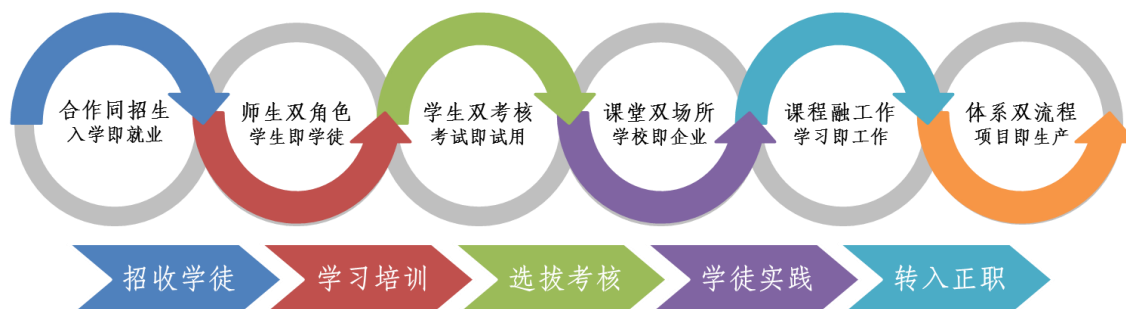 合作同招生
入学即就业
师生双角色
学生即学徒
学生双考核
考试即试用
课堂双场所
学校即企业
课程融工作
学习即工作
体系双流程
项目即生产
招收学徒
学习培训
选拔考核
学徒实践
转入正职